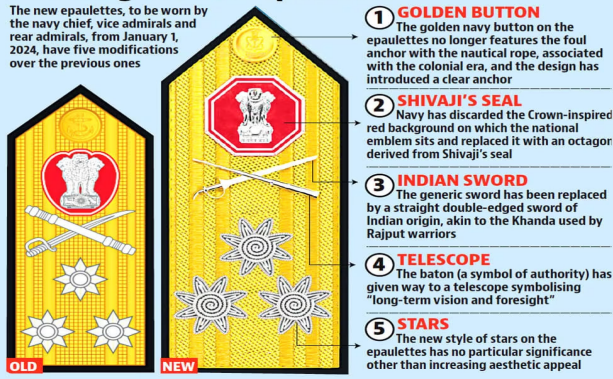 The new epaulettes, to be worn by
the navy chief, vice admirals and
rear admirals, from January 1,
2024, have five modifications
over the previous ones
OLD
NEW
1 GOLDEN BUTTON
The golden navy button on the
epaulettes no longer features the foul
anchor with the nautical rope, associated
with the colonial era, and the design has
introduced a clear anchor
2 SHIVAJI'S SEAL
Navy has discarded the Crown-inspired
red background on which the national
emblem sits and replaced it with an octagon
derived from Shivaji's seal
3 INDIAN SWORD
The generic sword has been replaced
by a straight double-edged sword of
Indian origin, akin to the Khanda used by
Rajput warriors
4 TELESCOPE
The baton (a symbol of authority) has
given way to a telescope symbolising
"long-term vision and foresight"
5 STARS
The new style of stars on the
epaulettes has no particular significance
other than increasing aesthetic appeal